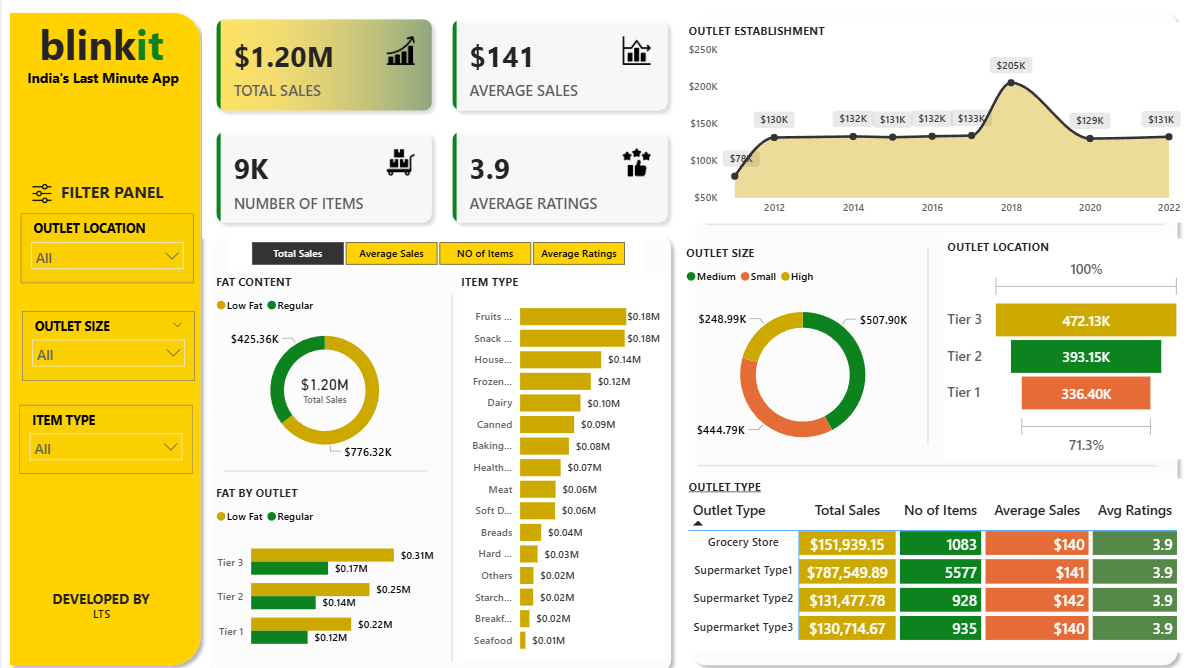 blinkit
India's Last Minute App
FILTER PANEL
OUTLET LOCATION
All
OUTLET SIZE
All
ITEM TYPE
All
DEVELOPED BY
LTS
$1.20M
TOTAL SALES
$141
AVERAGE SALES
9K
NUMBER OF ITEMS
3.9
AVERAGE RATINGS
Total Sales Average Sales NO of Items Average Ratings
FAT CONTENT
Low Fat Regular
$425.36K
$1.20M
Total Sales
$776.32K
FAT BY OUTLET
Low Fat Regular
Tier 3 $0.31M
$0.17M
Tier 2 $0.25M
$0.14M
Tier 1 $0.22M
$0.12M
ITEM TYPE
Fruits ... $0.18M
Snack ... $0.18M
House... $0.14M
Frozen... $0.12M
Dairy $0.10M
Canned $0.09M
Baking... $0.08M
Health... $0.07M
Meat $0.06M
Soft D... $0.06M
Breads $0.04M
Hard ... $0.03M
Others $0.02M
Starch... $0.02M
Breakf... $0.02M
Seafood $0.01M
OUTLET ESTABLISHMENT
$250K
$200K
$150K
$100K
$50K
$78K $130K $132K $131K $132K $133K $205K $129K $131K
2012 2014 2016 2018 2020 2022
OUTLET SIZE
Medium Small High
$248.99K
$507.90K
$444.79K
OUTLET LOCATION
100%
Tier 3 472.13K
Tier 2 393.15K
Tier 1 336.40K
71.3%
OUTLET TYPE
Outlet Type Total Sales No of Items Average Sales Avg Ratings
Grocery Store $151,939.15 1083 $140 3.9
Supermarket Type1 $787,549.89 5577 $141 3.9
Supermarket Type2 $131,477.78 928 $142 3.9
Supermarket Type3 $130,714.67 935 $140 3.9